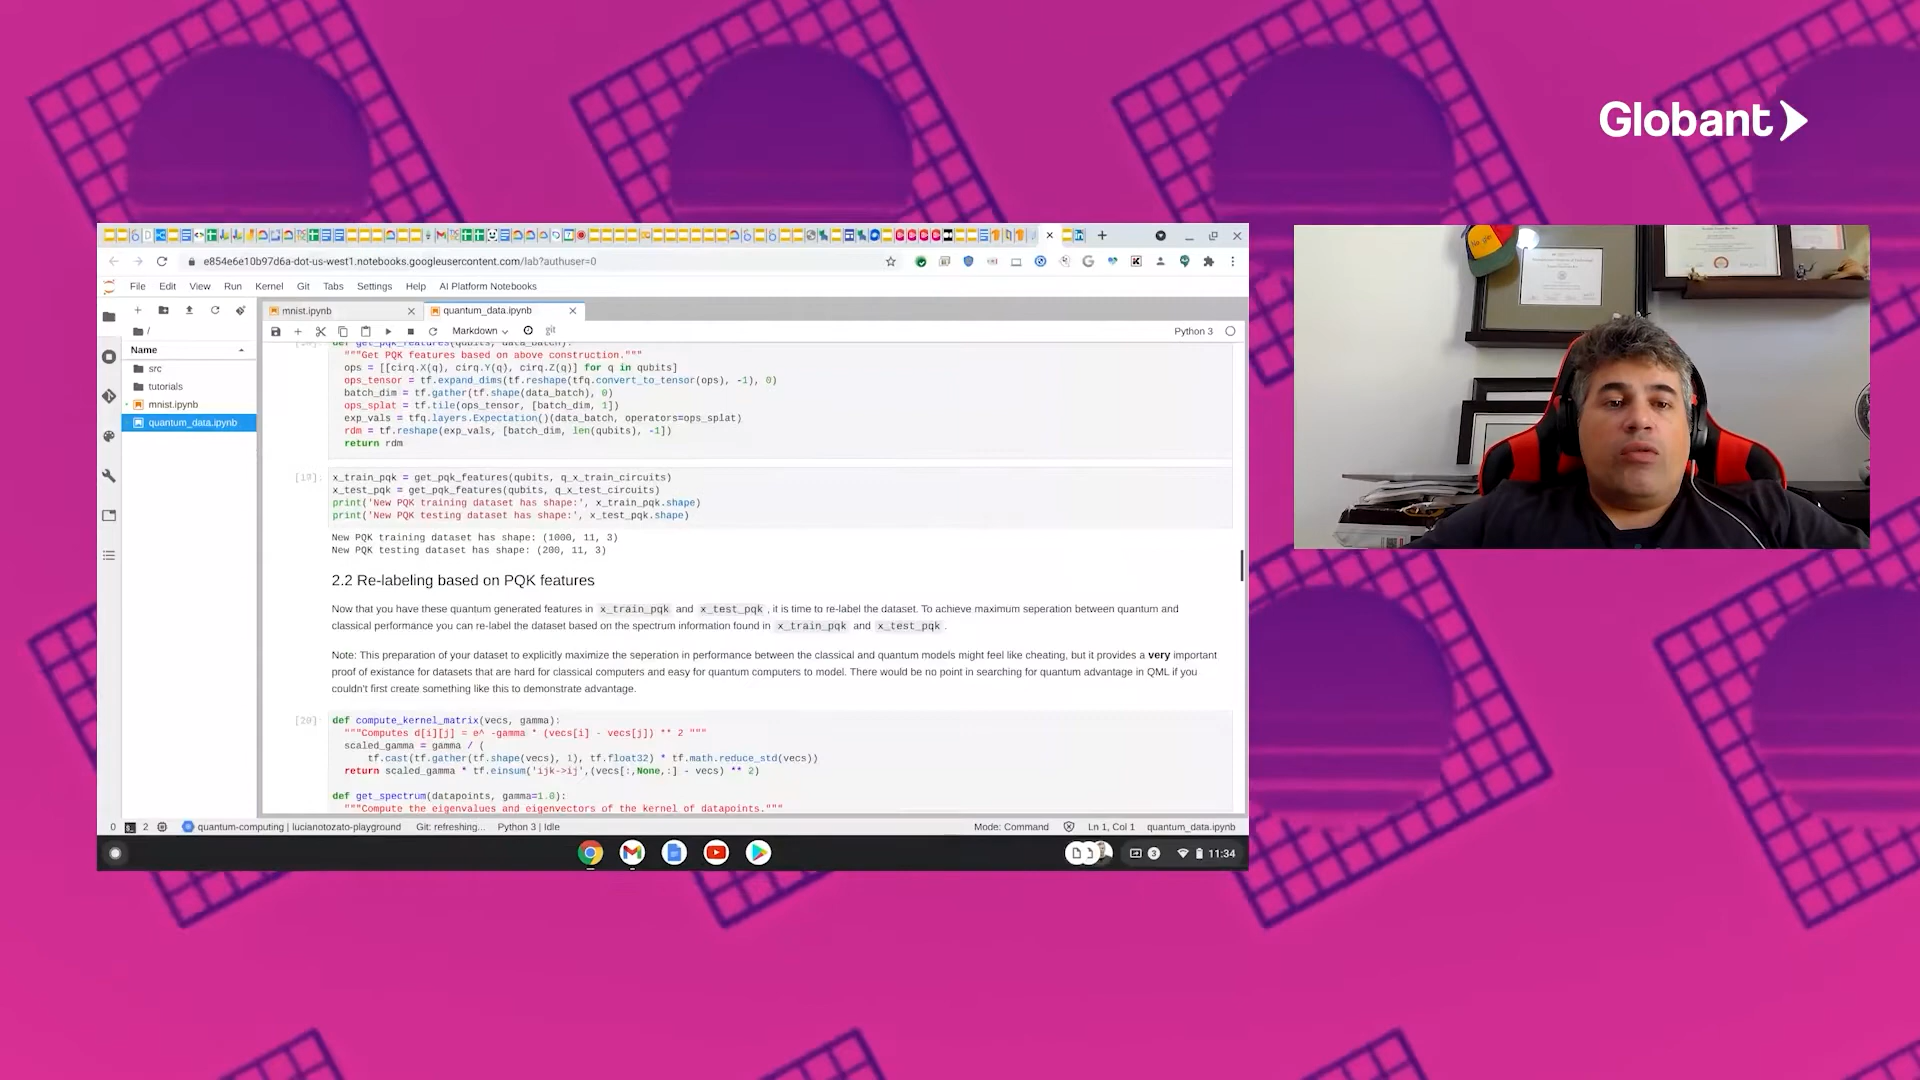 Globant
e854e6e10b97d6a-dot-us-west1.notebooks.googleusercontent.com/lab?authuser=0
File Edit View Run Kernel Git Tabs Settings Help AI Platform Notebooks
mnist.ipynb
quantum_data.ipynb
Markdown
git
Python 3
/
Name
src
tutorials
mnist.ipynb
quantum_data.ipynb
def get_pqk_features(qubits, data_batch):
"""Get PQK features based on above construction."""
ops = [[cirq.X(q), cirq.Y(q), cirq.Z(q)] for q in qubits]
ops_tensor = tf.expand_dims(tf.reshape(tfq.convert_to_tensor(ops), -1), 0)
batch_dim = tf.gather(tf.shape(data_batch), 0)
ops_splat = tf.tile(ops_tensor, [batch_dim, 1])
exp_vals = tfq.layers.Expectation()(data_batch, operators=ops_splat)
rdm = tf.reshape(exp_vals, [batch_dim, len(qubits), -1])
return rdm
[19]: x_train_pqk = get_pqk_features(qubits, q_x_train_circuits)
x_test_pqk = get_pqk_features(qubits, q_x_test_circuits)
print('New PQK training dataset has shape:', x_train_pqk.shape)
print('New PQK testing dataset has shape:', x_test_pqk.shape)
New PQK training dataset has shape: (1000, 11, 3)
New PQK testing dataset has shape: (200, 11, 3)
2.2 Re-labeling based on PQK features
Now that you have these quantum generated features in x_train_pqk and x_test_pqk , it is time to re-label the dataset. To achieve maximum seperation between quantum and
classical performance you can re-label the dataset based on the spectrum information found in x_train_pqk and x_test_pqk .
Note: This preparation of your dataset to explicitly maximize the seperation in performance between the classical and quantum models might feel like cheating, but it provides a very important
proof of existance for datasets that are hard for classical computers and easy for quantum computers to model. There would be no point in searching for quantum advantage in QML if you
couldn't first create something like this to demonstrate advantage.
[20]: def compute_kernel_matrix(vecs, gamma):
"""Computes d[i][j] = e^ -gamma * (vecs[i] - vecs[j]) ** 2 """
scaled_gamma = gamma / (
tf.cast(tf.gather(tf.shape(vecs), 1), tf.float32) * tf.math.reduce_std(vecs))
return scaled_gamma * tf.einsum('ijk->ij',(vecs[:,None,:] - vecs) ** 2)
def get_spectrum(datapoints, gamma=1.0):
"""Compute the eigenvalues and eigenvectors of the kernel of datapoints."""
0 2 quantum-computing | lucianotozato-playground Git: refreshing... Python 3 | Idle Mode: Command Ln 1, Col 1 quantum_data.ipynb
3 11:34